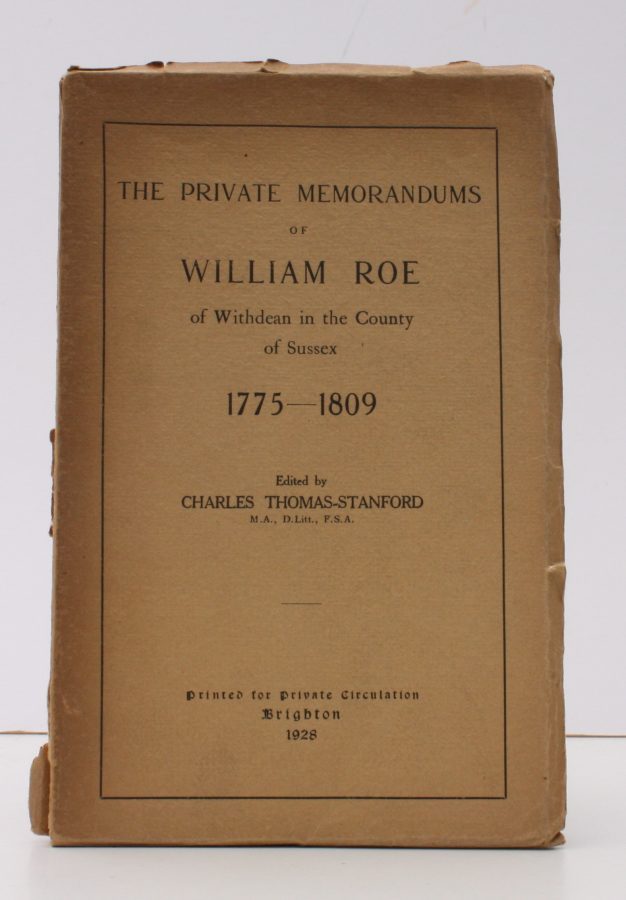 THE PRIVATE MEMORANDUMS
OF
WILLIAM ROE
of Withdean in the County
of Sussex
1775—1809
Edited by
CHARLES THOMAS-STANFORD
M.A., D.Litt., F.S.A.
Printed for Private Circulation
Brighton
1928